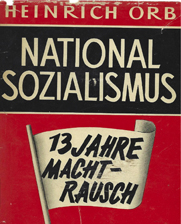 HEINRICH ORB
NATIONAL
SOZIALISMUS
13 JAHRE
MACHT-
RAUSCH